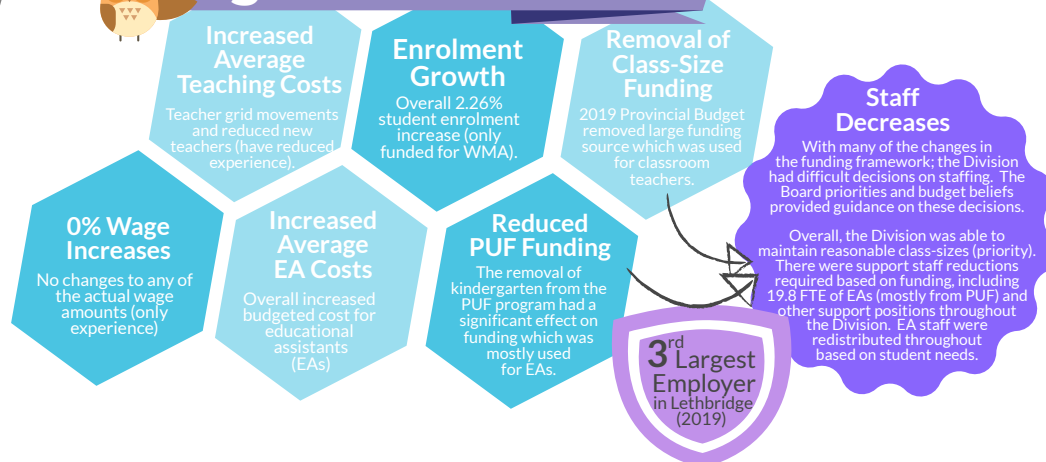 Increased
Average
Teaching Costs
Teacher grid movements
and reduced new
teachers (have reduced
experience).
Enrolment
Growth
Overall 2.26%
student enrolment
increase (only
funded for WMA).
Removal of
Class-Size
Funding
2019 Provincial Budget
removed large funding
source which was used
for classroom
teachers.
Staff
Decreases
With many of the changes in
the funding framework; the Division
had difficult decisions on staffing. The
Board priorities and budget beliefs
provided guidance on these decisions.
Overall, the Division was able to
maintain reasonable class-sizes (priority).
There were support staff reductions
required based on funding, including
19.8 FTE of EAs (mostly from PUF) and
other support positions throughout
the Division. EA staff were
redistributed throughout
based on student needs.
0% Wage
Increases
No changes to any of
the actual wage
amounts (only
experience)
Increased
Average
EA Costs
Overall increased
budgeted cost for
educational
assistants
(EAs)
Reduced
PUF Funding
The removal of
kindergarten from the
PUF program had a
significant effect on
funding which was
mostly used
for EAs.
3rd Largest
Employer
in Lethbridge
(2019)